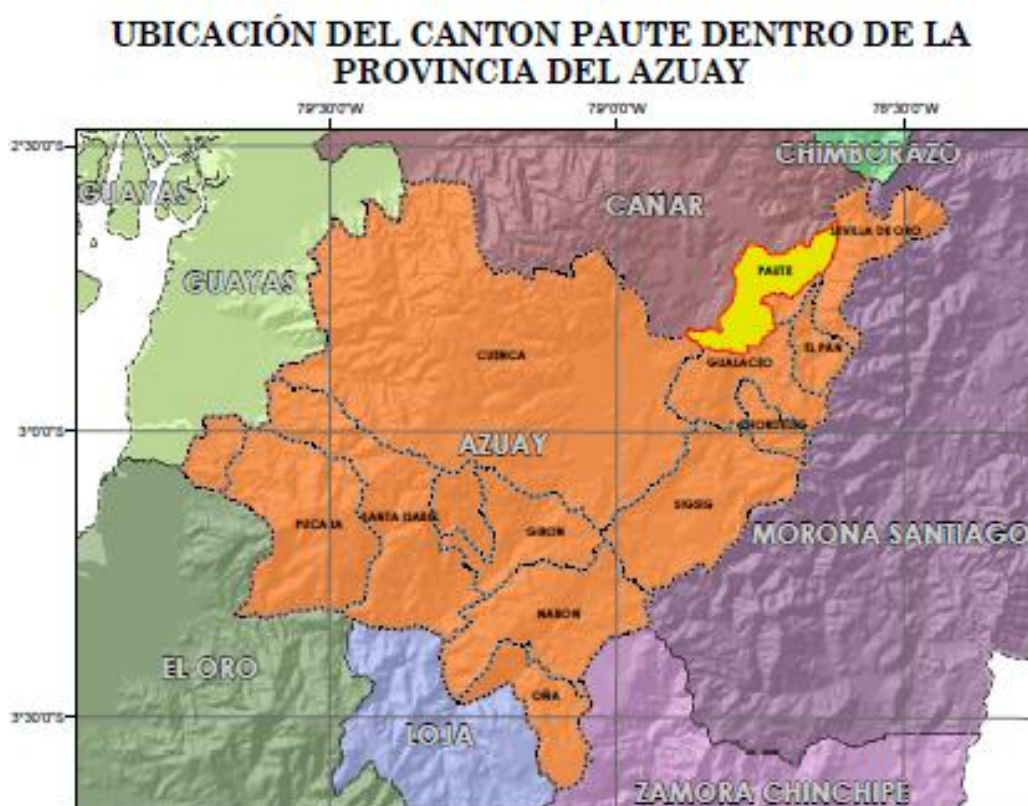 UBICACIÓN DEL CANTON PAUTE DENTRO DE LA
PROVINCIA DEL AZUAY
79°30'0"W
79°0'0"W
78°30'0"W
2°30'0"S
CHIMBORAZO
GUAYAS
CAÑAR
SEVILLA DE ORO
PAUTE
GUAYAS
CUENCA
EL PAN
GUALACEO
CHORDELEG
3°0'0"S
AZUAY
SIGSIG
PUCARA
SANTA ISABEL
GIRON
MORONA SANTIAGO
NABON
EL ORO
OÑA
3°30'0"S
LOJA
ZAMORA CHINCHIPE